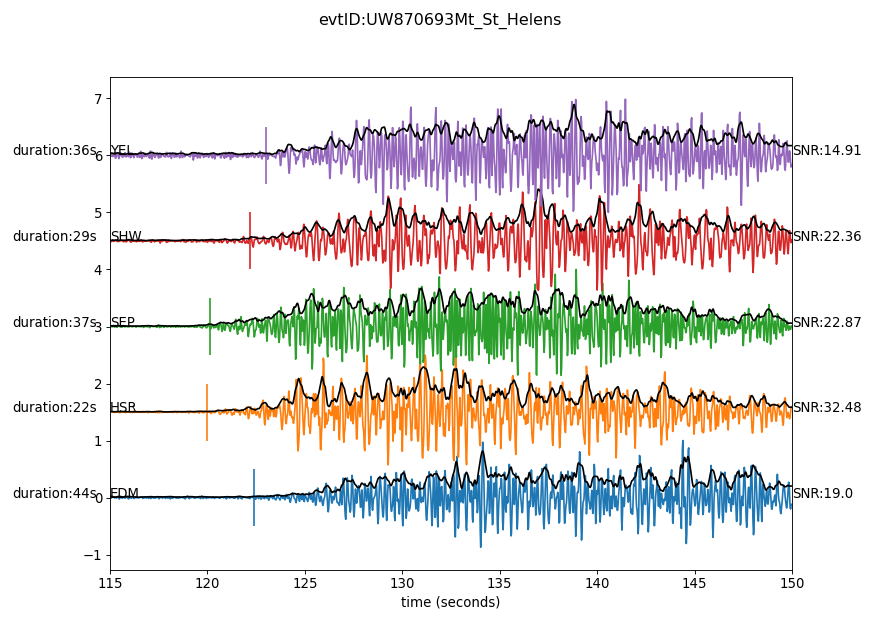 evtID:UW870693Mt_St_Helens
7
duration:36s
YEL
6
SNR:14.91
5
duration:29s
SHW
SNR:22.36
4
duration:37s
SEP
3
SNR:22.87
2
duration:22s
HSR
SNR:32.48
1
duration:44s
EDM
0
SNR:19.0
−1
115 120 125 130 135 140 145 150
time (seconds)